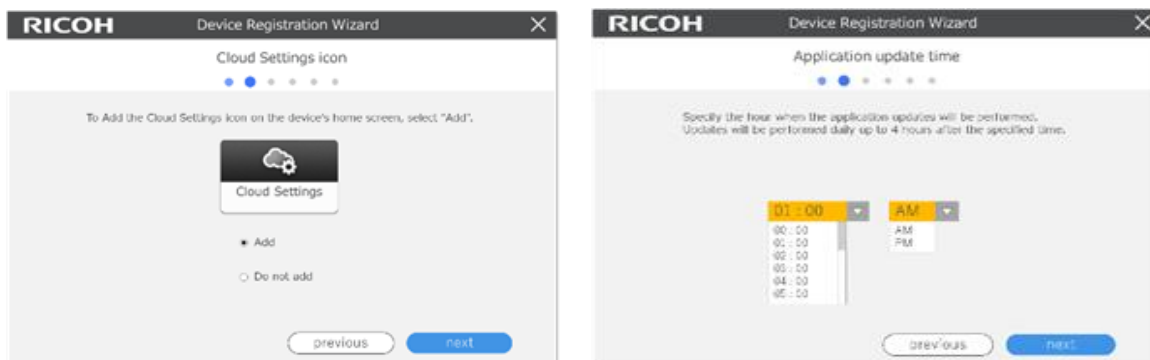 RICOH Device Registration Wizard
Cloud Settings icon
To Add the Cloud Settings icon on the device's home screen, select "Add".
Cloud Settings
Add
Do not add
previous next
RICOH Device Registration Wizard
Application update time
Specify the hour when the application updates will be performed.
Updates will be performed daily up to 4 hours after the specified time.
01 : 00 AM
00 : 00 AM
01 : 00 PM
02 : 00
03 : 00
04 : 00
05 : 00
previous next